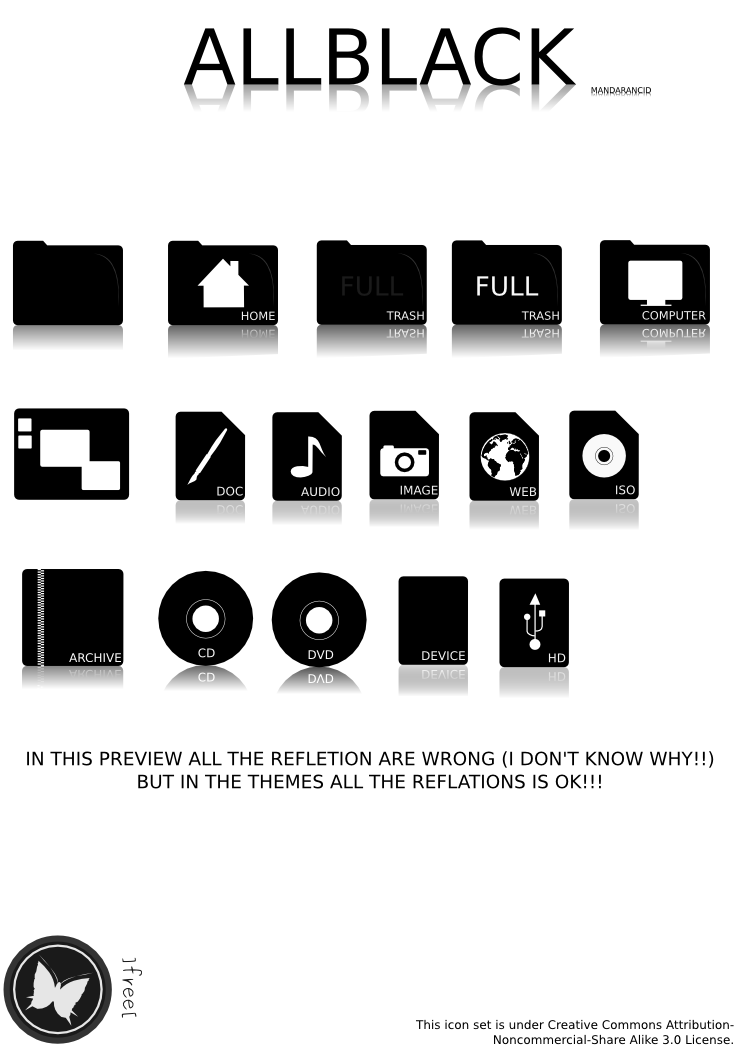 ALLBLACK
MANDARANCID
HOME
FULL
TRASH
FULL
TRASH
COMPUTER
DOC
AUDIO
IMAGE
WEB
ISO
ARCHIVE
CD
DVD
DEVICE
HD
IN THIS PREVIEW ALL THE REFLETION ARE WRONG (I DON'T KNOW WHY!!)
BUT IN THE THEMES ALL THE REFLATIONS IS OK!!!
]free[
This icon set is under Creative Commons Attribution-
Noncommercial-Share Alike 3.0 License.